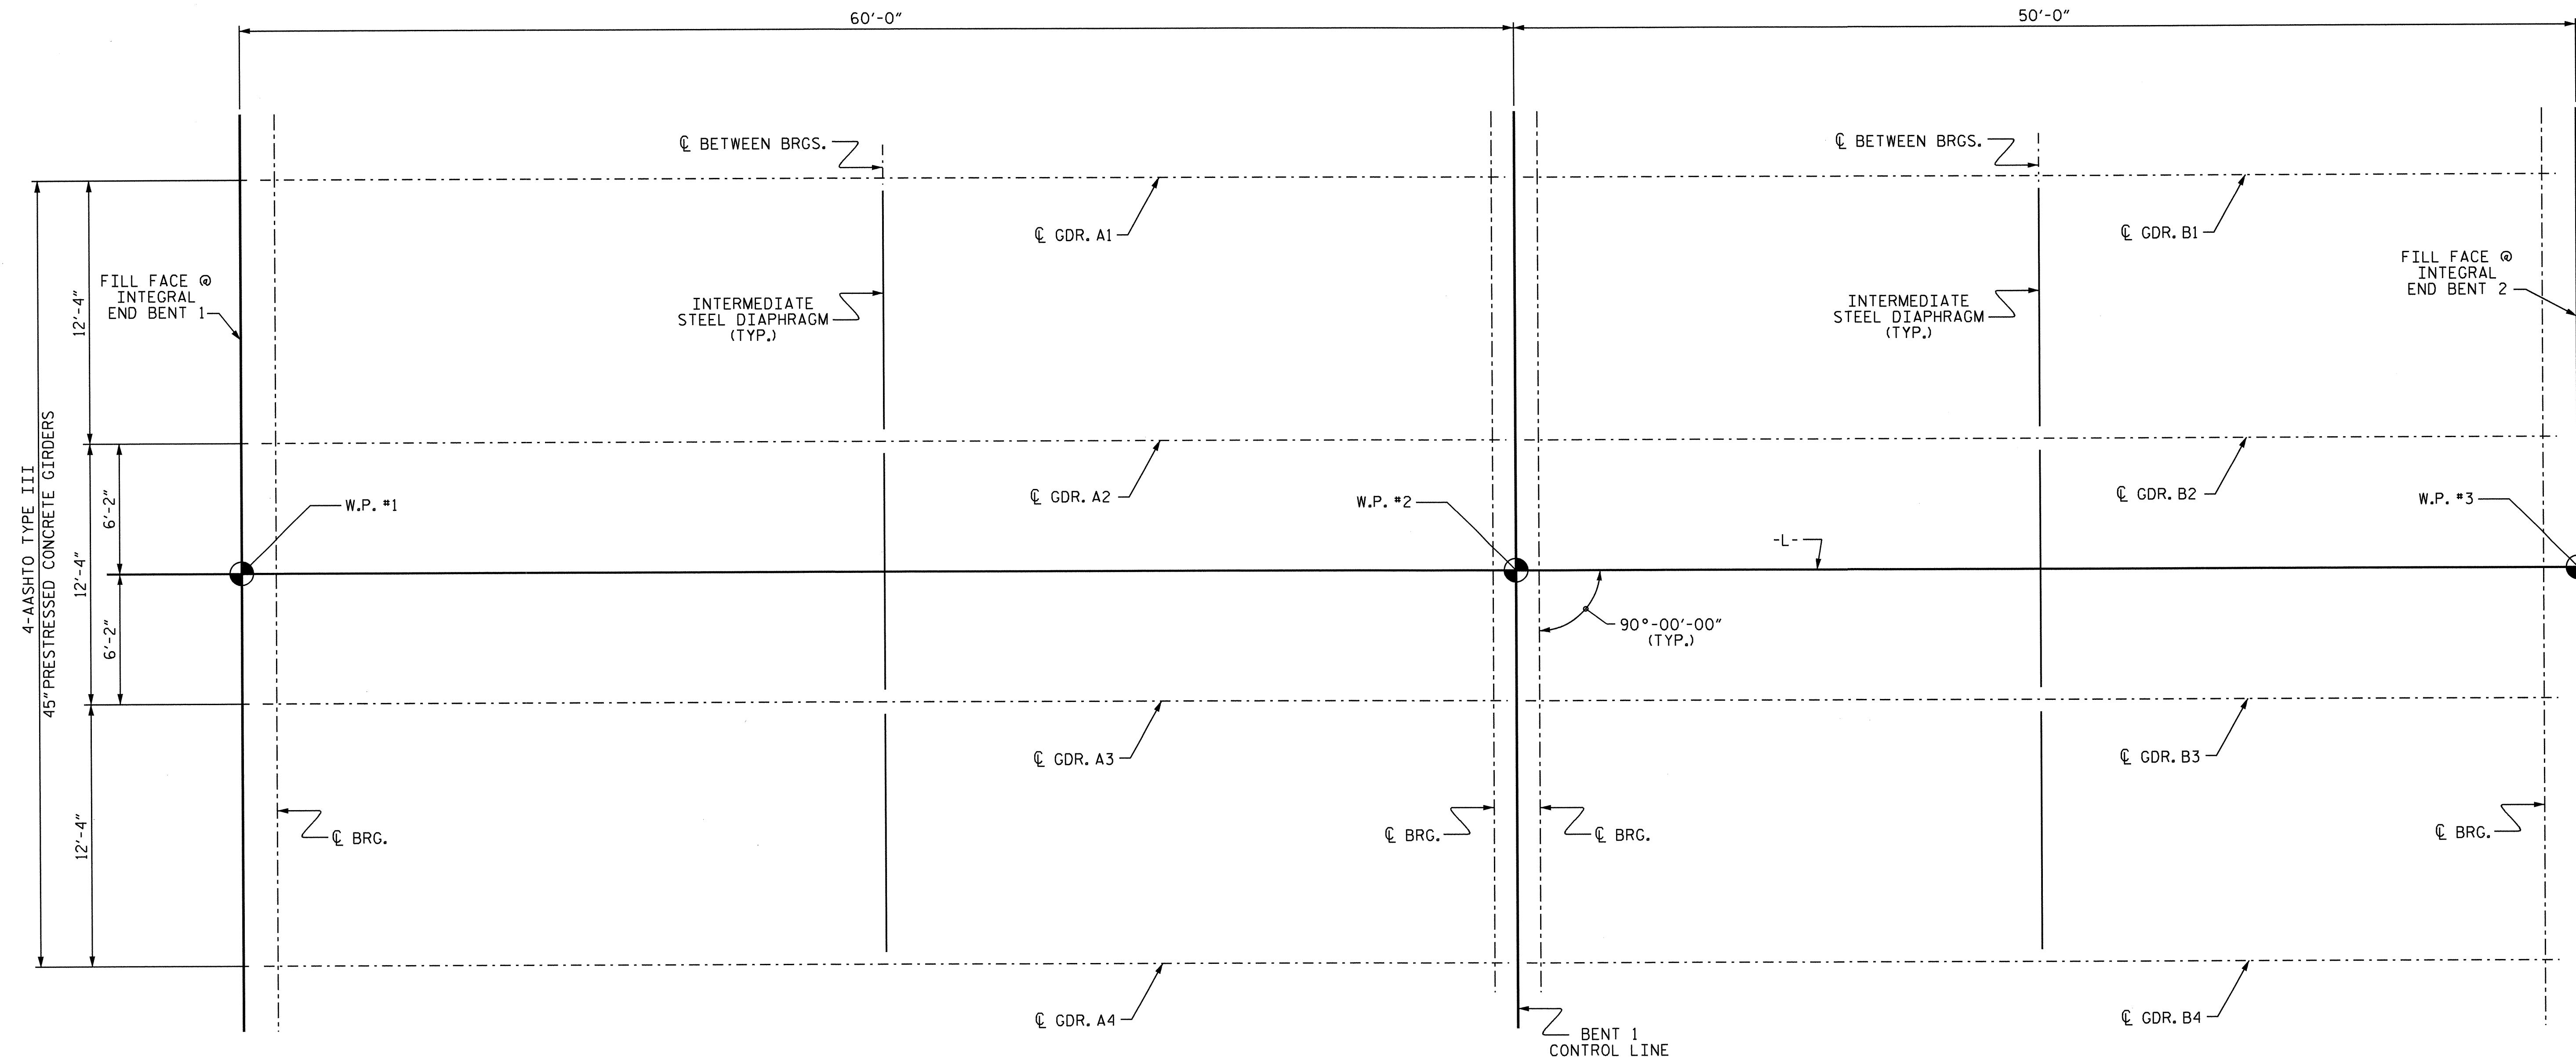 60'-0"
50'-0"
℄ BETWEEN BRGS.
℄ BETWEEN BRGS.
℄ GDR. A1
℄ GDR. B1
FILL FACE @
INTEGRAL
END BENT 1
INTERMEDIATE
STEEL DIAPHRAGM
(TYP.)
INTERMEDIATE
STEEL DIAPHRAGM
(TYP.)
FILL FACE @
INTEGRAL
END BENT 2
12'-4"
4-AASHTO TYPE III
45" PRESTRESSED CONCRETE GIRDERS
12'-4"
6'-2"
6'-2"
12'-4"
W.P. #1
℄ GDR. A2
W.P. #2
℄ GDR. B2
W.P. #3
-L-
90°-00'-00"
(TYP.)
℄ GDR. A3
℄ GDR. B3
℄ BRG.
℄ BRG.
℄ BRG.
℄ BRG.
℄ GDR. A4
℄ GDR. B4
BENT 1
CONTROL LINE